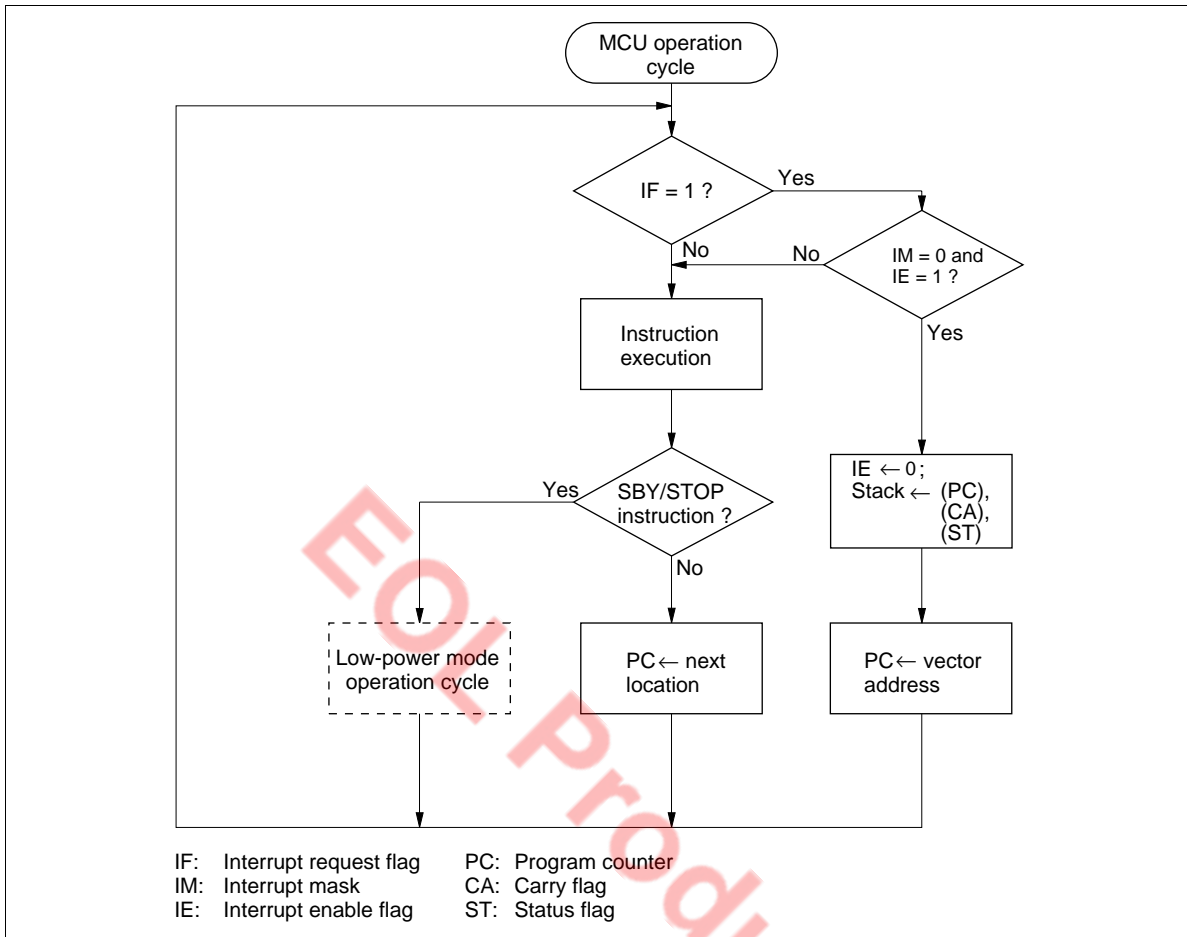 MCU operation
cycle
IF = 1 ?
Yes
No
No
IM = 0 and
IE = 1 ?
Yes
Instruction
execution
Yes
SBY/STOP
instruction ?
No
IE ← 0 ;
Stack ← (PC),
(CA),
(ST)
Low-power mode
operation cycle
PC ← next
location
PC ← vector
address
IF: Interrupt request flag
IM: Interrupt mask
IE: Interrupt enable flag
PC: Program counter
CA: Carry flag
ST: Status flag
EOL Produ